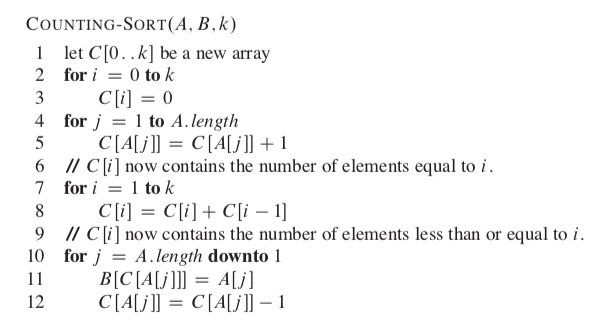 COUNTING-SORT(A, B, k)
1 let C[0..k] be a new array
2 for i = 0 to k
3 C[i] = 0
4 for j = 1 to A.length
5 C[A[j]] = C[A[j]] + 1
6 // C[i] now contains the number of elements equal to i.
7 for i = 1 to k
8 C[i] = C[i] + C[i − 1]
9 // C[i] now contains the number of elements less than or equal to i.
10 for j = A.length downto 1
11 B[C[A[j]]] = A[j]
12 C[A[j]] = C[A[j]] − 1